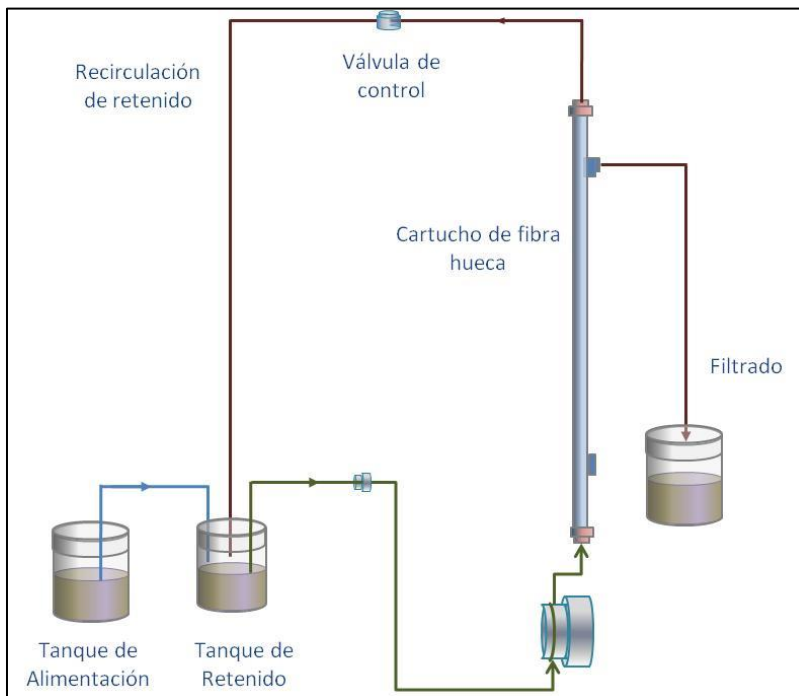 Recirculación
de retenido
Válvula de
control
Cartucho de fibra
hueca
Filtrado
Tanque de
Alimentación
Tanque de
Retenido